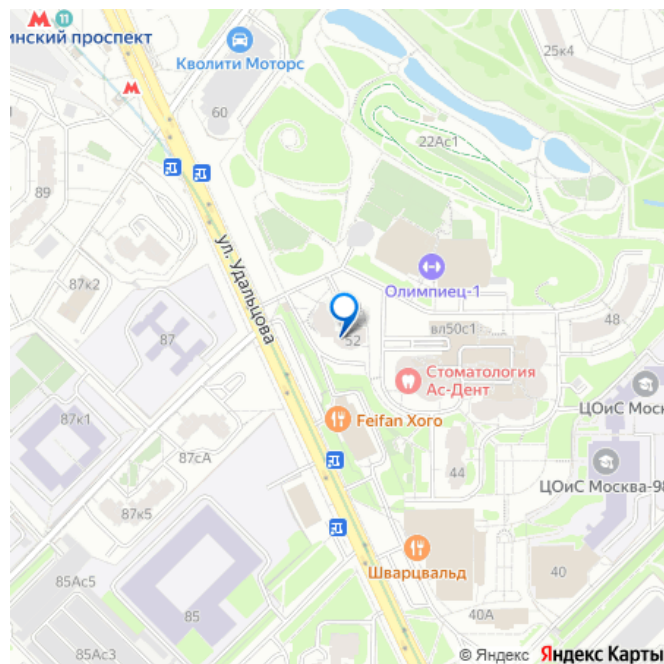 11
инский проспект
Кволити Моторс
60
25к4
22Ас1
89
87к2
ул. Удальцова
Олимпиец-1
вл50с1
48
52
87
Стоматология
Ас-Дент
ЦОиС Моск
Feifan Хого
87к1
87сА
44
ЦОиС Москва-98
87к5
Шварцвальд
40
85Ас5
85
40А
85Ас3
© Яндекс Яндекс Карты